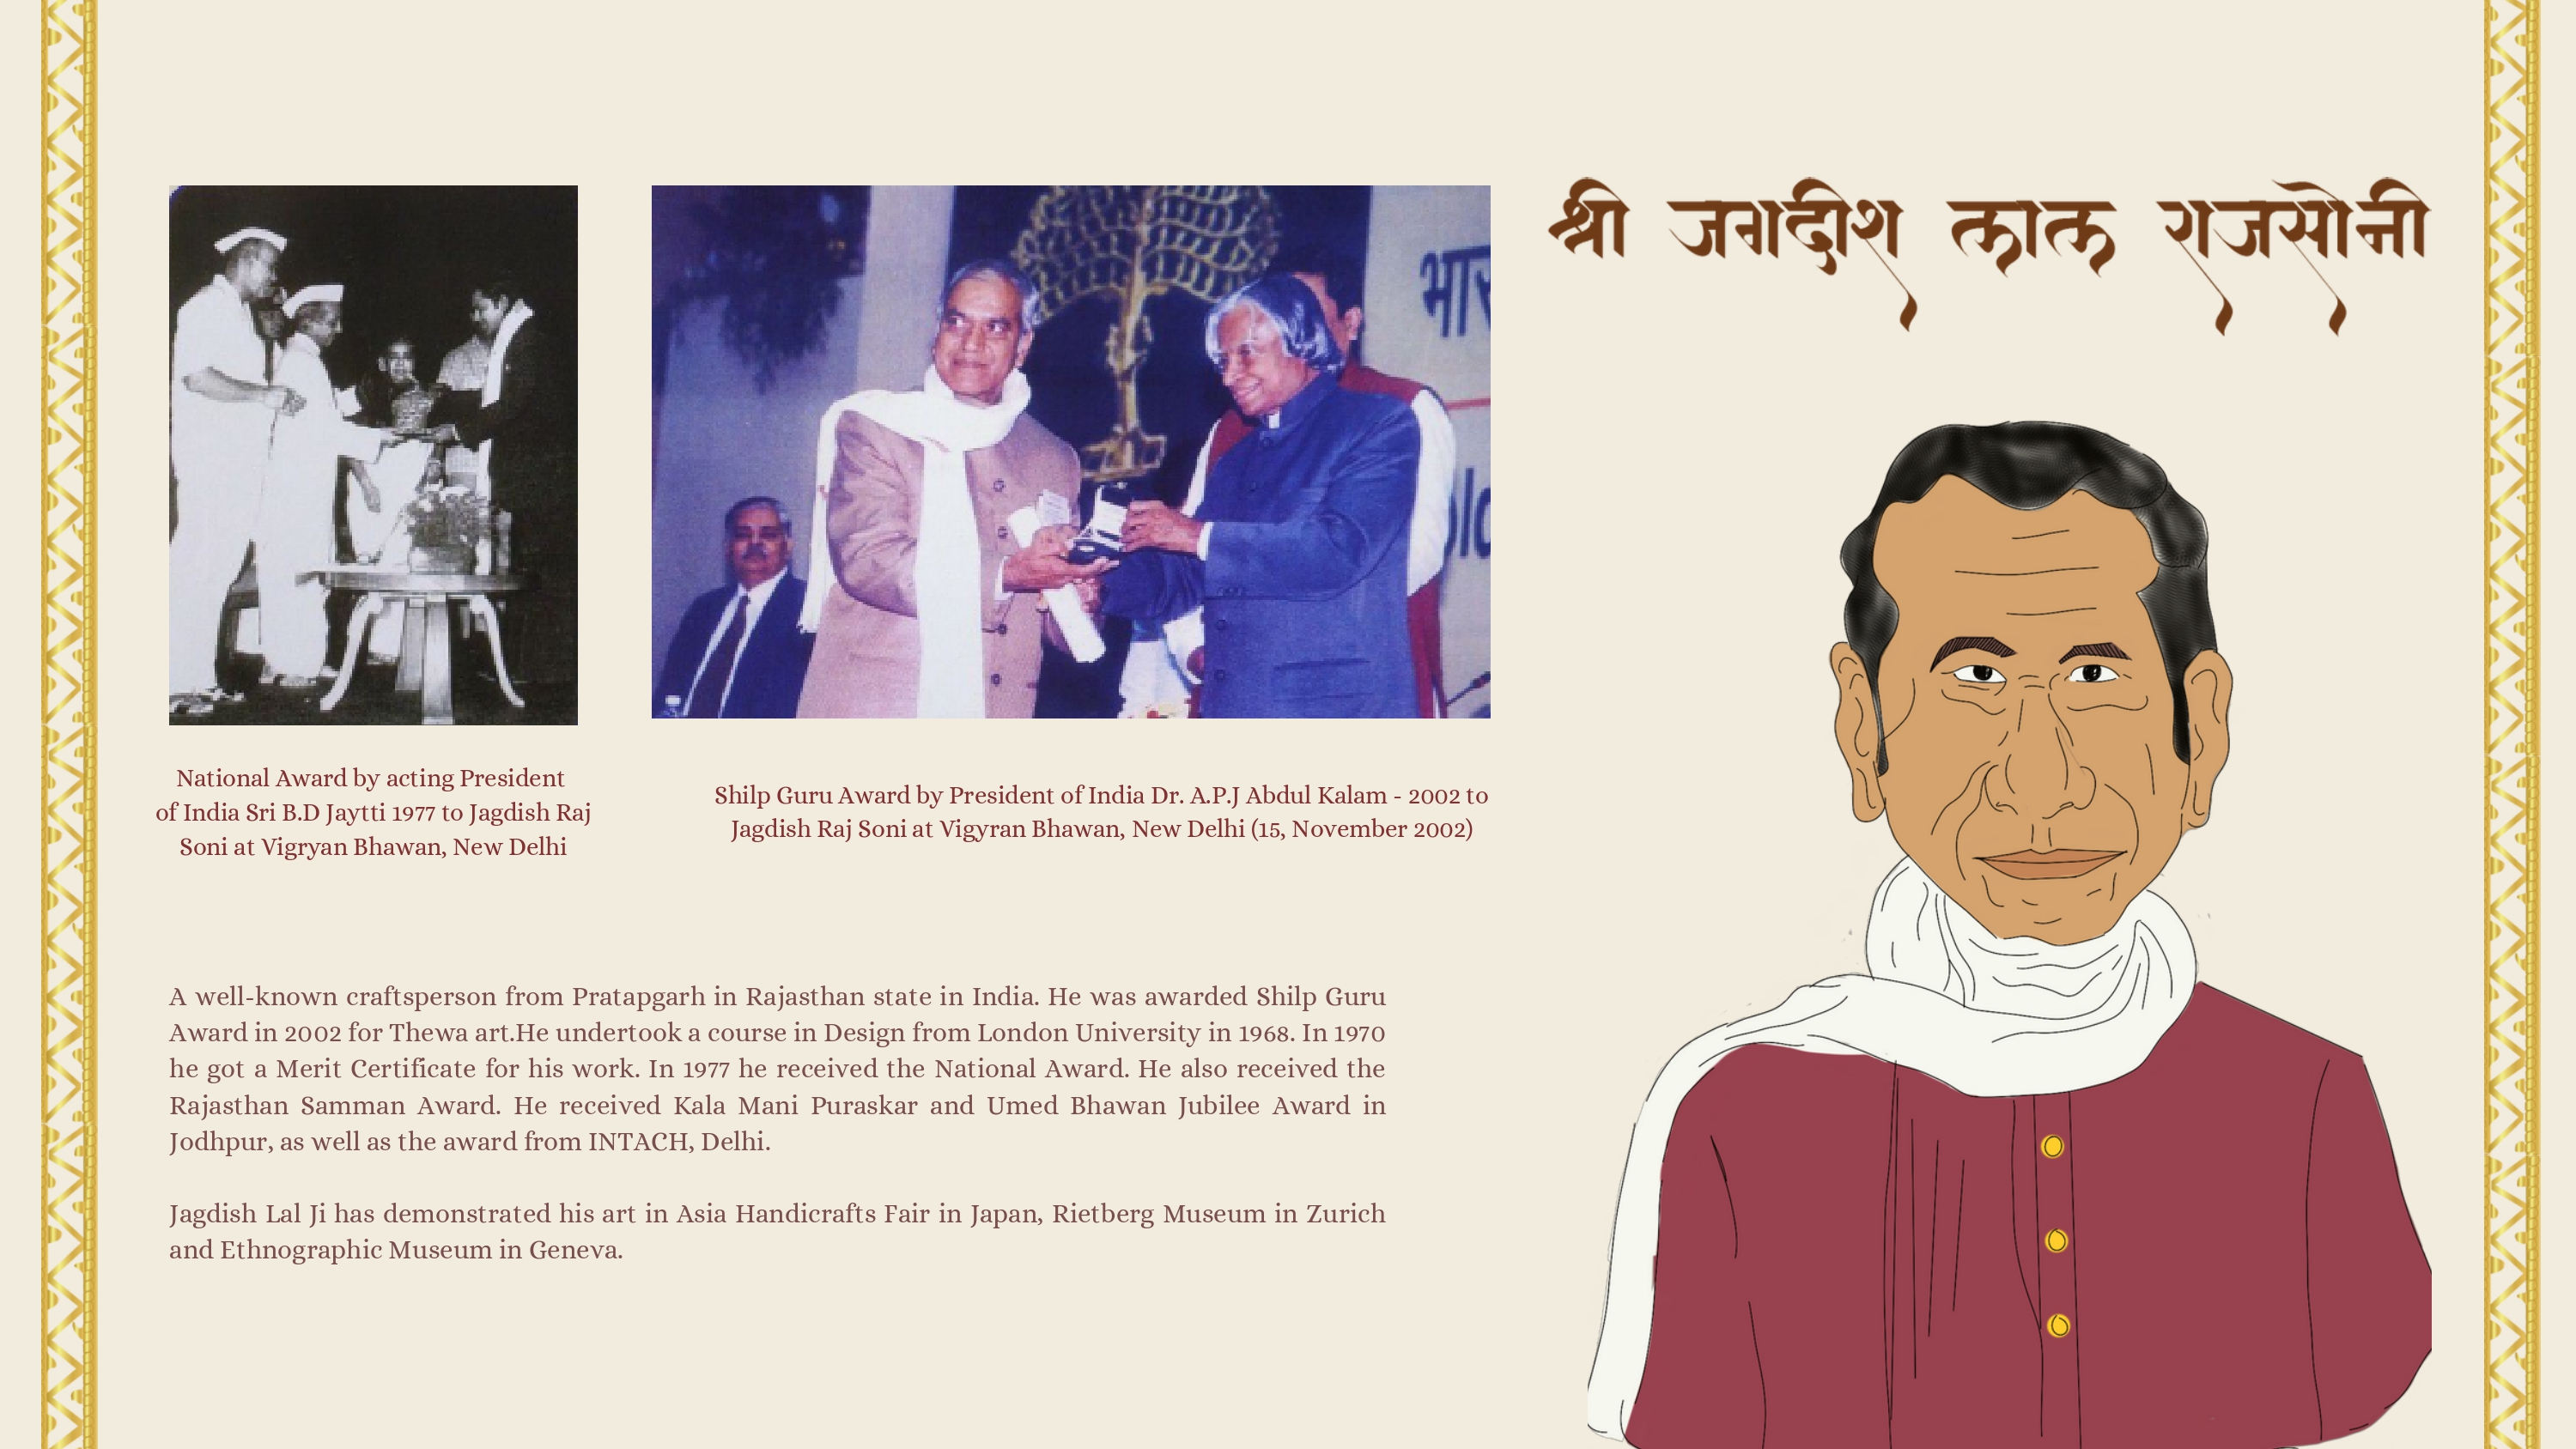 श्री जगदीश लाल राजसोनी
भार
National Award by acting President
of India Sri B.D Jaytti 1977 to Jagdish Raj
Soni at Vigryan Bhawan, New Delhi
Shilp Guru Award by President of India Dr. A.P.J Abdul Kalam - 2002 to
Jagdish Raj Soni at Vigyran Bhawan, New Delhi (15, November 2002)
A well-known craftsperson from Pratapgarh in Rajasthan state in India. He was awarded Shilp Guru
Award in 2002 for Thewa art.He undertook a course in Design from London University in 1968. In 1970
he got a Merit Certificate for his work. In 1977 he received the National Award. He also received the
Rajasthan Samman Award. He received Kala Mani Puraskar and Umed Bhawan Jubilee Award in
Jodhpur, as well as the award from INTACH, Delhi.
Jagdish Lal Ji has demonstrated his art in Asia Handicrafts Fair in Japan, Rietberg Museum in Zurich
and Ethnographic Museum in Geneva.